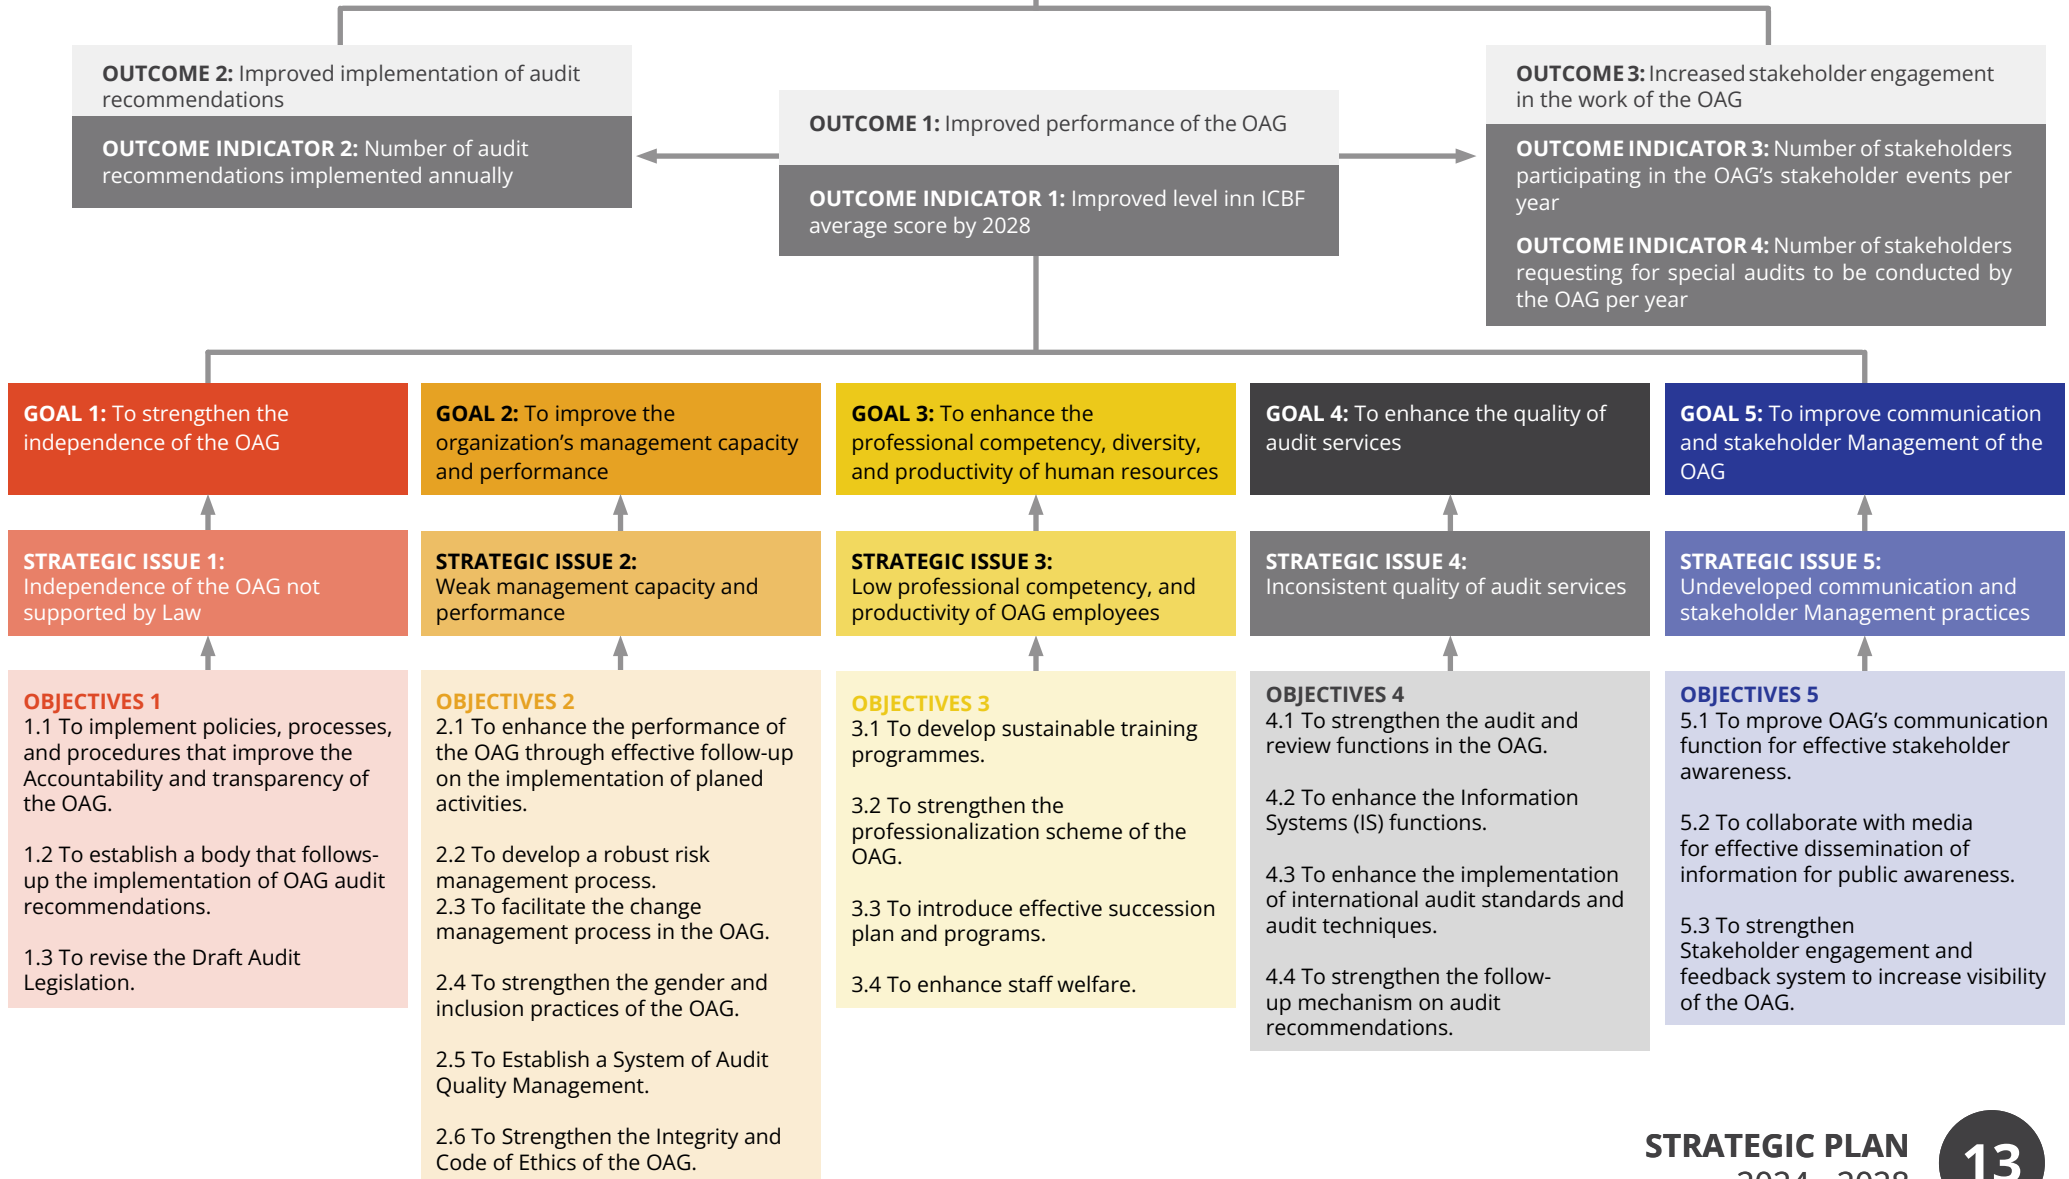 OUTCOME 2: Improved implementation of audit
recommendations
OUTCOME INDICATOR 2: Number of audit
recommendations implemented annually
OUTCOME 1: Improved performance of the OAG
OUTCOME INDICATOR 1: Improved level inn ICBF
average score by 2028
OUTCOME 3: Increased stakeholder engagement
in the work of the OAG
OUTCOME INDICATOR 3: Number of stakeholders
participating in the OAG’s stakeholder events per
year
OUTCOME INDICATOR 4: Number of stakeholders
requesting for special audits to be conducted by
the OAG per year
GOAL 1: To strengthen the
independence of the OAG
GOAL 2: To improve the
organization’s management capacity
and performance
GOAL 3: To enhance the
professional competency, diversity,
and productivity of human resources
GOAL 4: To enhance the quality of
audit services
GOAL 5: To improve communication
and stakeholder Management of the
OAG
STRATEGIC ISSUE 1:
Independence of the OAG not
supported by Law
STRATEGIC ISSUE 2:
Weak management capacity and
performance
STRATEGIC ISSUE 3:
Low professional competency, and
productivity of OAG employees
STRATEGIC ISSUE 4:
Inconsistent quality of audit services
STRATEGIC ISSUE 5:
Undeveloped communication and
stakeholder Management practices
OBJECTIVES 1
1.1 To implement policies, processes,
and procedures that improve the
Accountability and transparency of
the OAG.
1.2 To establish a body that follows-
up the implementation of OAG audit
recommendations.
1.3 To revise the Draft Audit
Legislation.
OBJECTIVES 2
2.1 To enhance the performance of
the OAG through effective follow-up
on the implementation of planed
activities.
2.2 To develop a robust risk
management process.
2.3 To facilitate the change
management process in the OAG.
2.4 To strengthen the gender and
inclusion practices of the OAG.
2.5 To Establish a System of Audit
Quality Management.
2.6 To Strengthen the Integrity and
Code of Ethics of the OAG.
OBJECTIVES 3
3.1 To develop sustainable training
programmes.
3.2 To strengthen the
professionalization scheme of the
OAG.
3.3 To introduce effective succession
plan and programs.
3.4 To enhance staff welfare.
OBJECTIVES 4
4.1 To strengthen the audit and
review functions in the OAG.
4.2 To enhance the Information
Systems (IS) functions.
4.3 To enhance the implementation
of international audit standards and
audit techniques.
4.4 To strengthen the follow-
up mechanism on audit
recommendations.
OBJECTIVES 5
5.1 To mprove OAG’s communication
function for effective stakeholder
awareness.
5.2 To collaborate with media
for effective dissemination of
information for public awareness.
5.3 To strengthen
Stakeholder engagement and
feedback system to increase visibility
of the OAG.
STRATEGIC PLAN
2024 - 2028
13